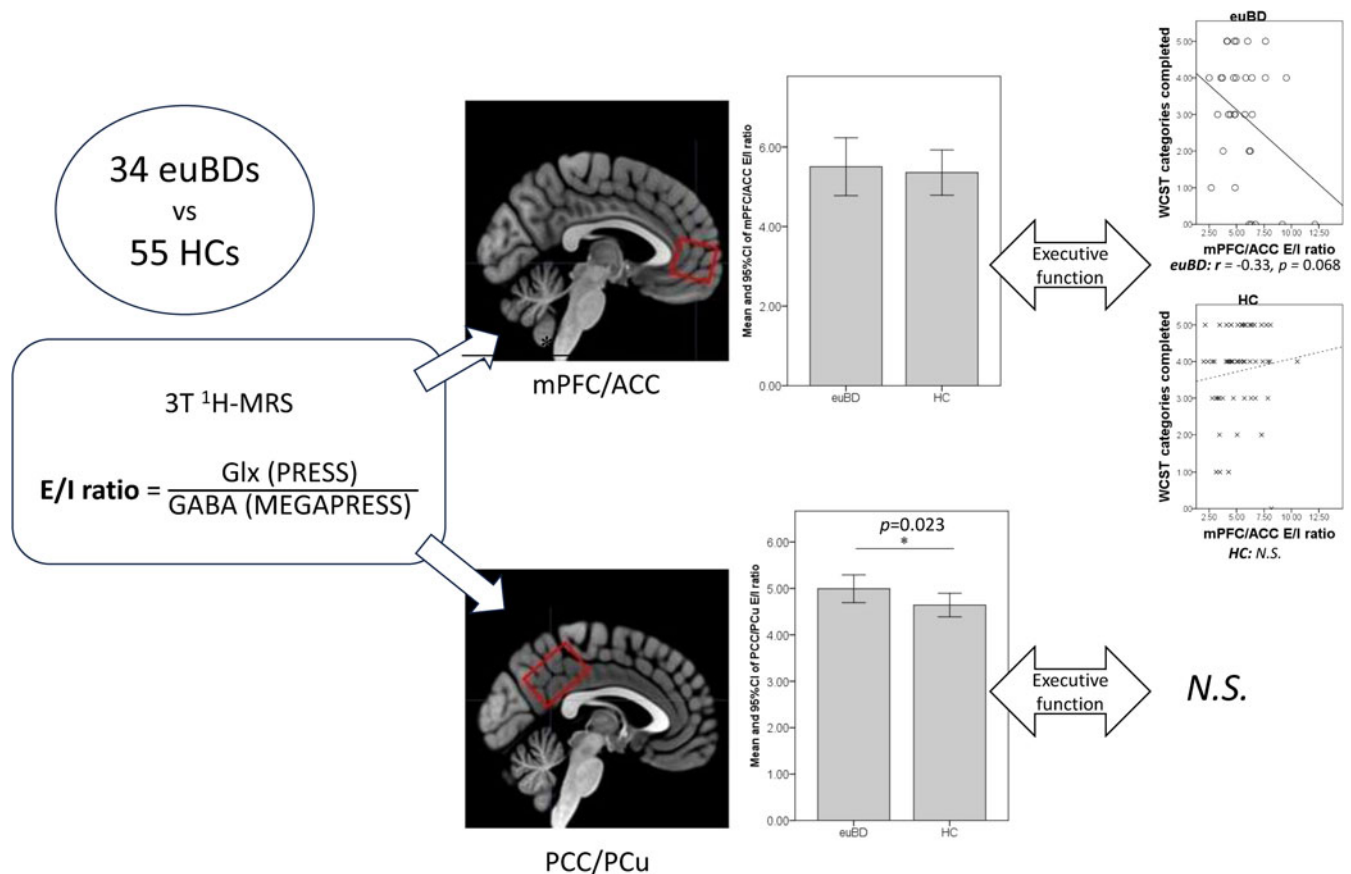 34 euBDs
vs
55 HCs
3T ¹H-MRS
E/I ratio = Glx (PRESS)
GABA (MEGAPRESS)
*
mPFC/ACC
Mean and 95%CI of mPFC/ACC E/I ratio
6.00
4.00
2.00
0.00
euBD
HC
Executive
function
euBD
WCST categories completed
5.00
4.00
3.00
2.00
1.00
.00
2.50 5.00 7.50 10.00 12.50
mPFC/ACC E/I ratio
euBD: r = -0.33, p = 0.068
HC
WCST categories completed
5.00
4.00
3.00
2.00
1.00
.00
2.50 5.00 7.50 10.00 12.50
mPFC/ACC E/I ratio
HC: N.S.
PCC/PCu
Mean and 95%CI of PCC/PCu E/I ratio
p=0.023
*
6.00
5.00
4.00
3.00
2.00
1.00
0.00
euBD
HC
Executive
function
N.S.